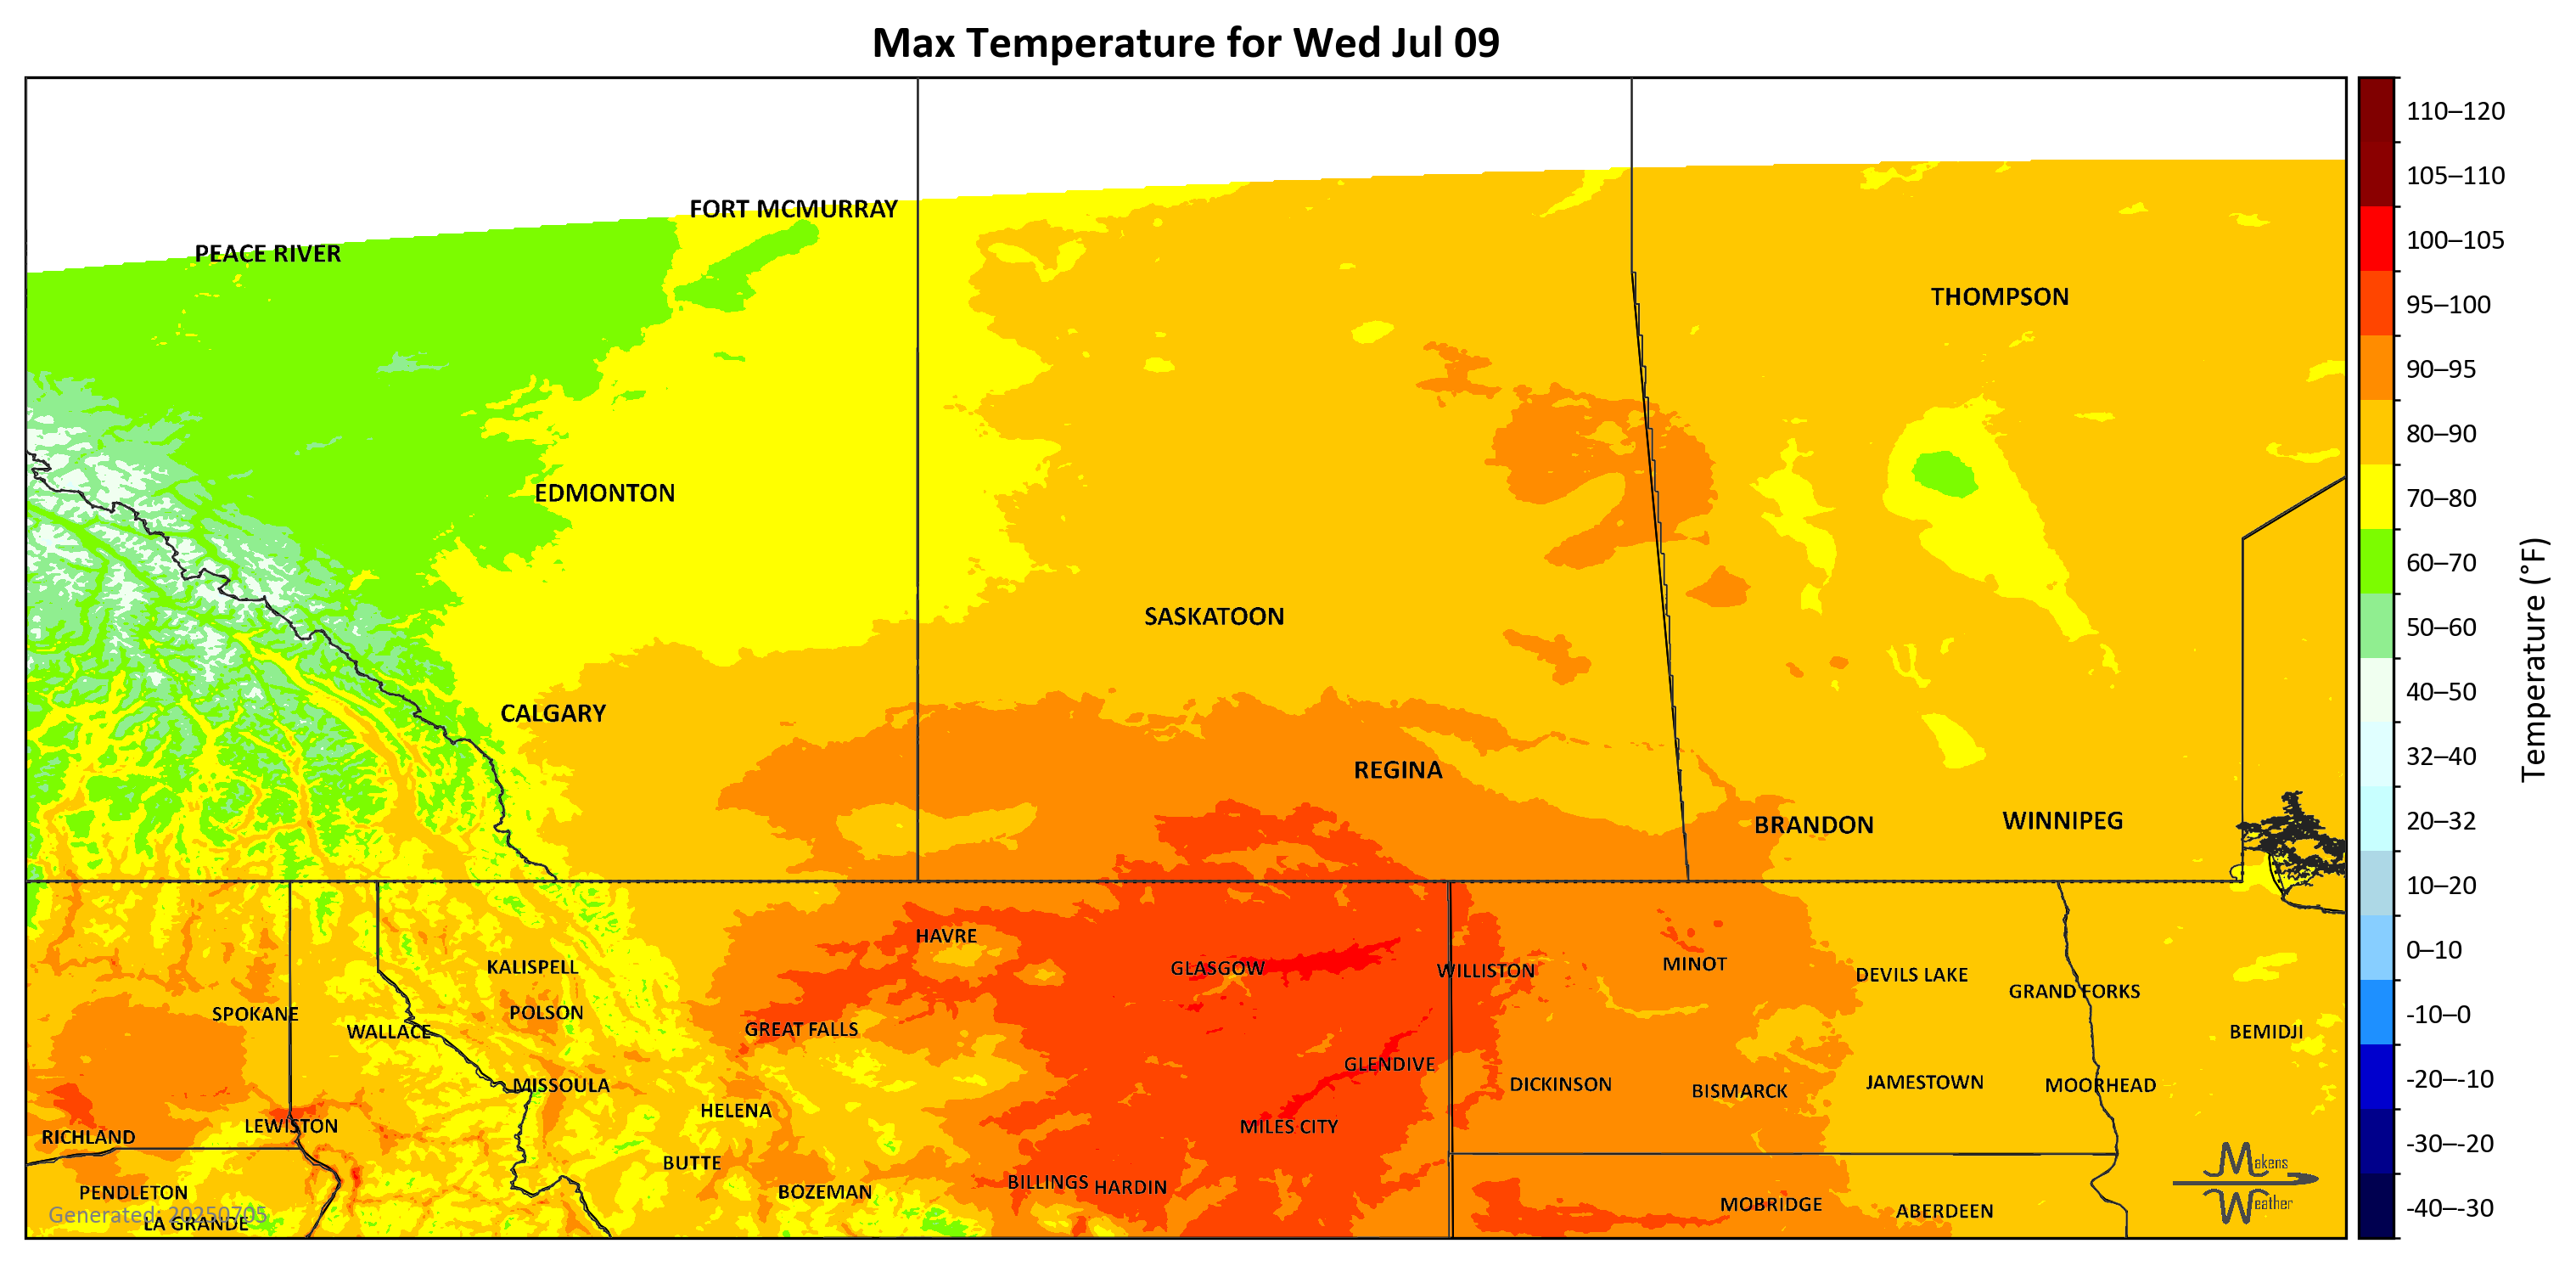 Max Temperature for Wed Jul 09
FORT MCMURRAY
PEACE RIVER
THOMPSON
EDMONTON
SASKATOON
CALGARY
REGINA
BRANDON
WINNIPEG
HAVRE
KALISPELL
GLASGOW
WILLISTON
MINOT
DEVILS LAKE
GRAND FORKS
SPOKANE
POLSON
WALLACE
GREAT FALLS
BEMIDJI
GLENDIVE
MISSOULA
DICKINSON
BISMARCK
JAMESTOWN
MOORHEAD
HELENA
LEWISTON
MILES CITY
RICHLAND
BUTTE
BILLINGS
HARDIN
PENDLETON
BOZEMAN
MOBRIDGE
ABERDEEN
Generated: 20250705
LA GRANDE
Makens
Weather
110–120
105–110
100–105
95–100
90–95
80–90
70–80
60–70
50–60
40–50
32–40
20–32
10–20
0–10
-10–0
-20–-10
-30–-20
-40–-30
Temperature (°F)